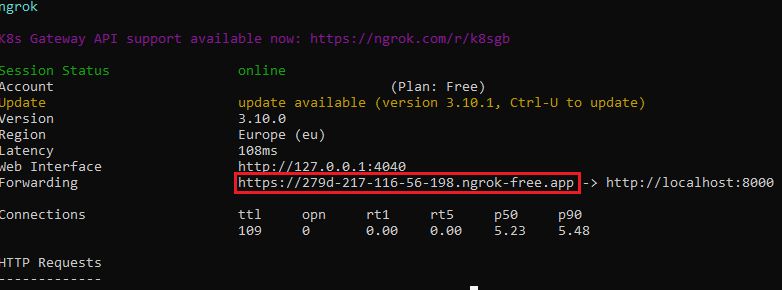 ngrok
K8s Gateway API support available now: https://ngrok.com/r/k8sgb
Session Status online
Account (Plan: Free)
Update update available (version 3.10.1, Ctrl-U to update)
Version 3.10.0
Region Europe (eu)
Latency 108ms
Web Interface http://127.0.0.1:4040
Forwarding https://279d-217-116-56-198.ngrok-free.app -> http://localhost:8000
Connections ttl opn rt1 rt5 p50 p90
109 0 0.00 0.00 5.23 5.48
HTTP Requests
-------------